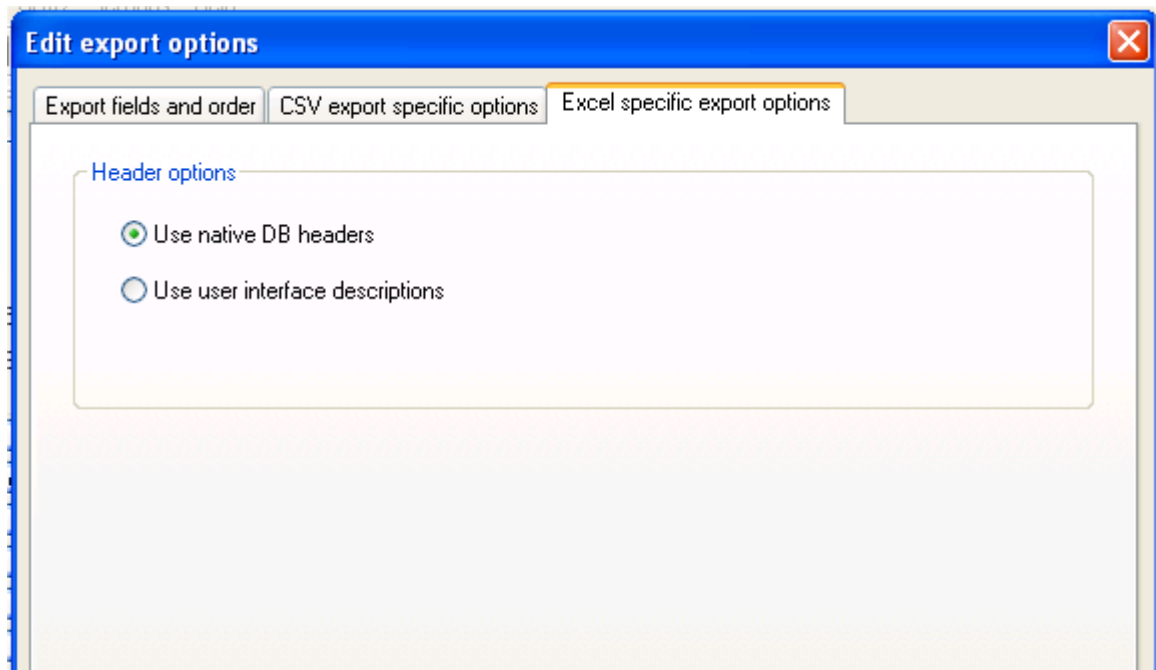 Edit export options
Export fields and order
CSV export specific options
Excel specific export options
Header options
Use native DB headers
Use user interface descriptions